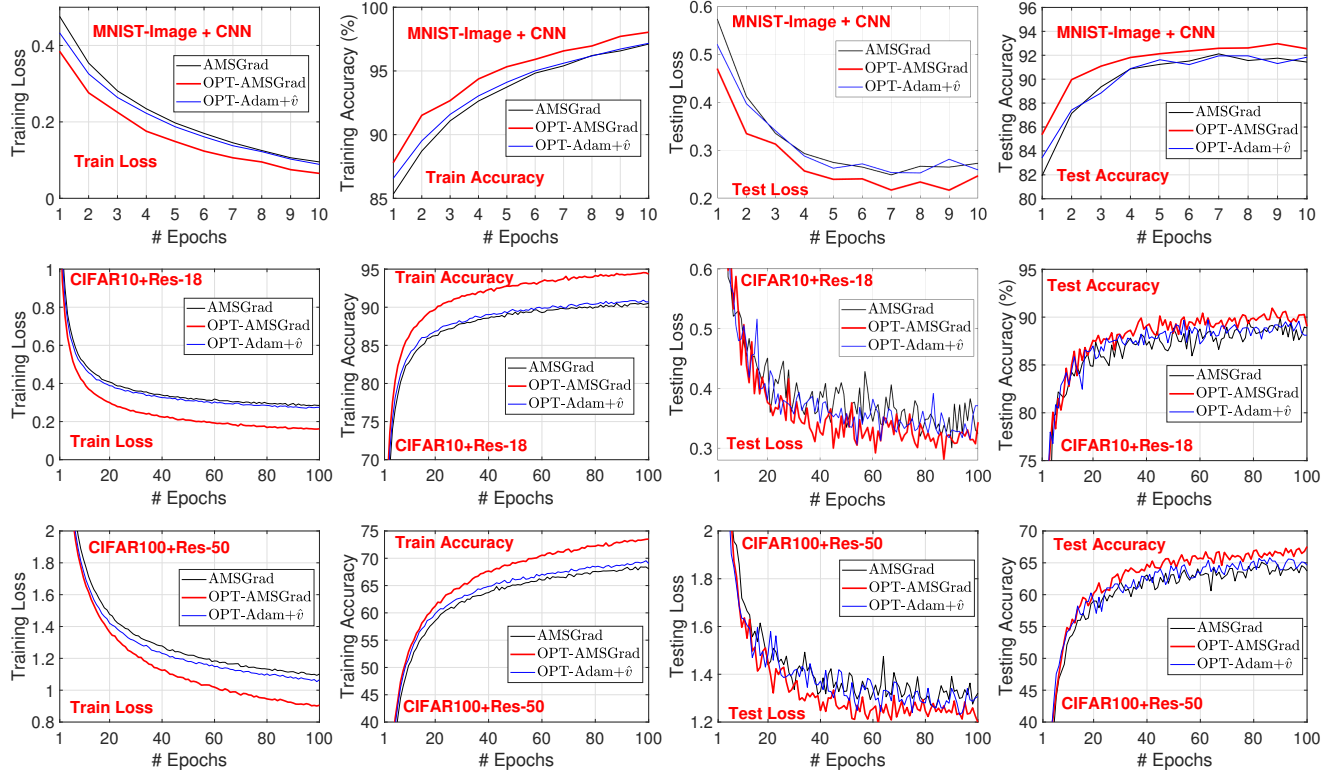 0.4
0.2
0
1 2 3 4 5 6 7 8 9 10
Training Loss
# Epochs
MNIST-Image + CNN
AMSGrad
OPT-AMSGrad
OPT-Adam+v̂
Train Loss
100
95
90
85
1 2 3 4 5 6 7 8 9 10
Training Accuracy (%)
# Epochs
MNIST-Image + CNN
AMSGrad
OPT-AMSGrad
OPT-Adam+v̂
Train Accuracy
0.6
0.5
0.4
0.3
0.2
1 2 3 4 5 6 7 8 9 10
Testing Loss
# Epochs
MNIST-Image + CNN
AMSGrad
OPT-AMSGrad
OPT-Adam+v̂
Test Loss
96
94
92
90
88
86
84
82
80
1 2 3 4 5 6 7 8 9 10
Testing Accuracy
# Epochs
MNIST-Image + CNN
AMSGrad
OPT-AMSGrad
OPT-Adam+v̂
Test Accuracy
1
0.8
0.6
0.4
0.2
0
1 20 40 60 80 100
Training Loss
# Epochs
CIFAR10+Res-18
AMSGrad
OPT-AMSGrad
OPT-Adam+v̂
Train Loss
95
90
85
80
75
70
1 20 40 60 80 100
Training Accuracy
# Epochs
Train Accuracy
AMSGrad
OPT-AMSGrad
OPT-Adam+v̂
CIFAR10+Res-18
0.6
0.5
0.4
0.3
1 20 40 60 80 100
Testing Loss
# Epochs
CIFAR10+Res-18
AMSGrad
OPT-AMSGrad
OPT-Adam+v̂
Test Loss
95
90
85
80
75
1 20 40 60 80 100
Testing Accuracy (%)
# Epochs
Test Accuracy
AMSGrad
OPT-AMSGrad
OPT-Adam+v̂
CIFAR10+Res-18
2
1.8
1.6
1.4
1.2
1
0.8
1 20 40 60 80 100
Training Loss
# Epochs
CIFAR100+Res-50
AMSGrad
OPT-AMSGrad
OPT-Adam+v̂
Train Loss
75
70
65
60
55
50
45
40
1 20 40 60 80 100
Training Accuracy
# Epochs
Train Accuracy
AMSGrad
OPT-AMSGrad
OPT-Adam+v̂
CIFAR100+Res-50
2
1.8
1.6
1.4
1.2
1 20 40 60 80 100
Testing Loss
# Epochs
CIFAR100+Res-50
AMSGrad
OPT-AMSGrad
OPT-Adam+v̂
Test Loss
70
65
60
55
50
45
40
1 20 40 60 80 100
Testing Accuracy
# Epochs
Test Accuracy
AMSGrad
OPT-AMSGrad
OPT-Adam+v̂
CIFAR100+Res-50